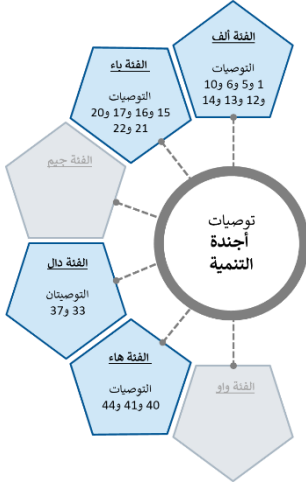 الفئة ألف
التوصيات
1 و5 و6 و10
و12 و13 و14
الفئة باء
التوصيات
15 و16 و17 و20
21 و22
الفئة جيم
توصيات
أجندة
التنمية
الفئة دال
التوصيتان
33 و37
الفئة هاء
التوصيات
40 و41 و44
الفئة واو